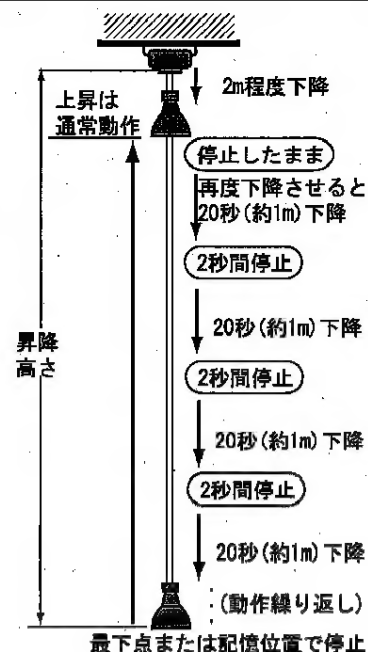 2m程度下降
上昇は
通常動作
停止したまま
再度下降させると
20秒(約1m)下降
2秒間停止
昇降
高さ
20秒(約1m)下降
2秒間停止
20秒(約1m)下降
2秒間停止
20秒(約1m)下降
(動作繰り返し)
最下点または記憶位置で停止